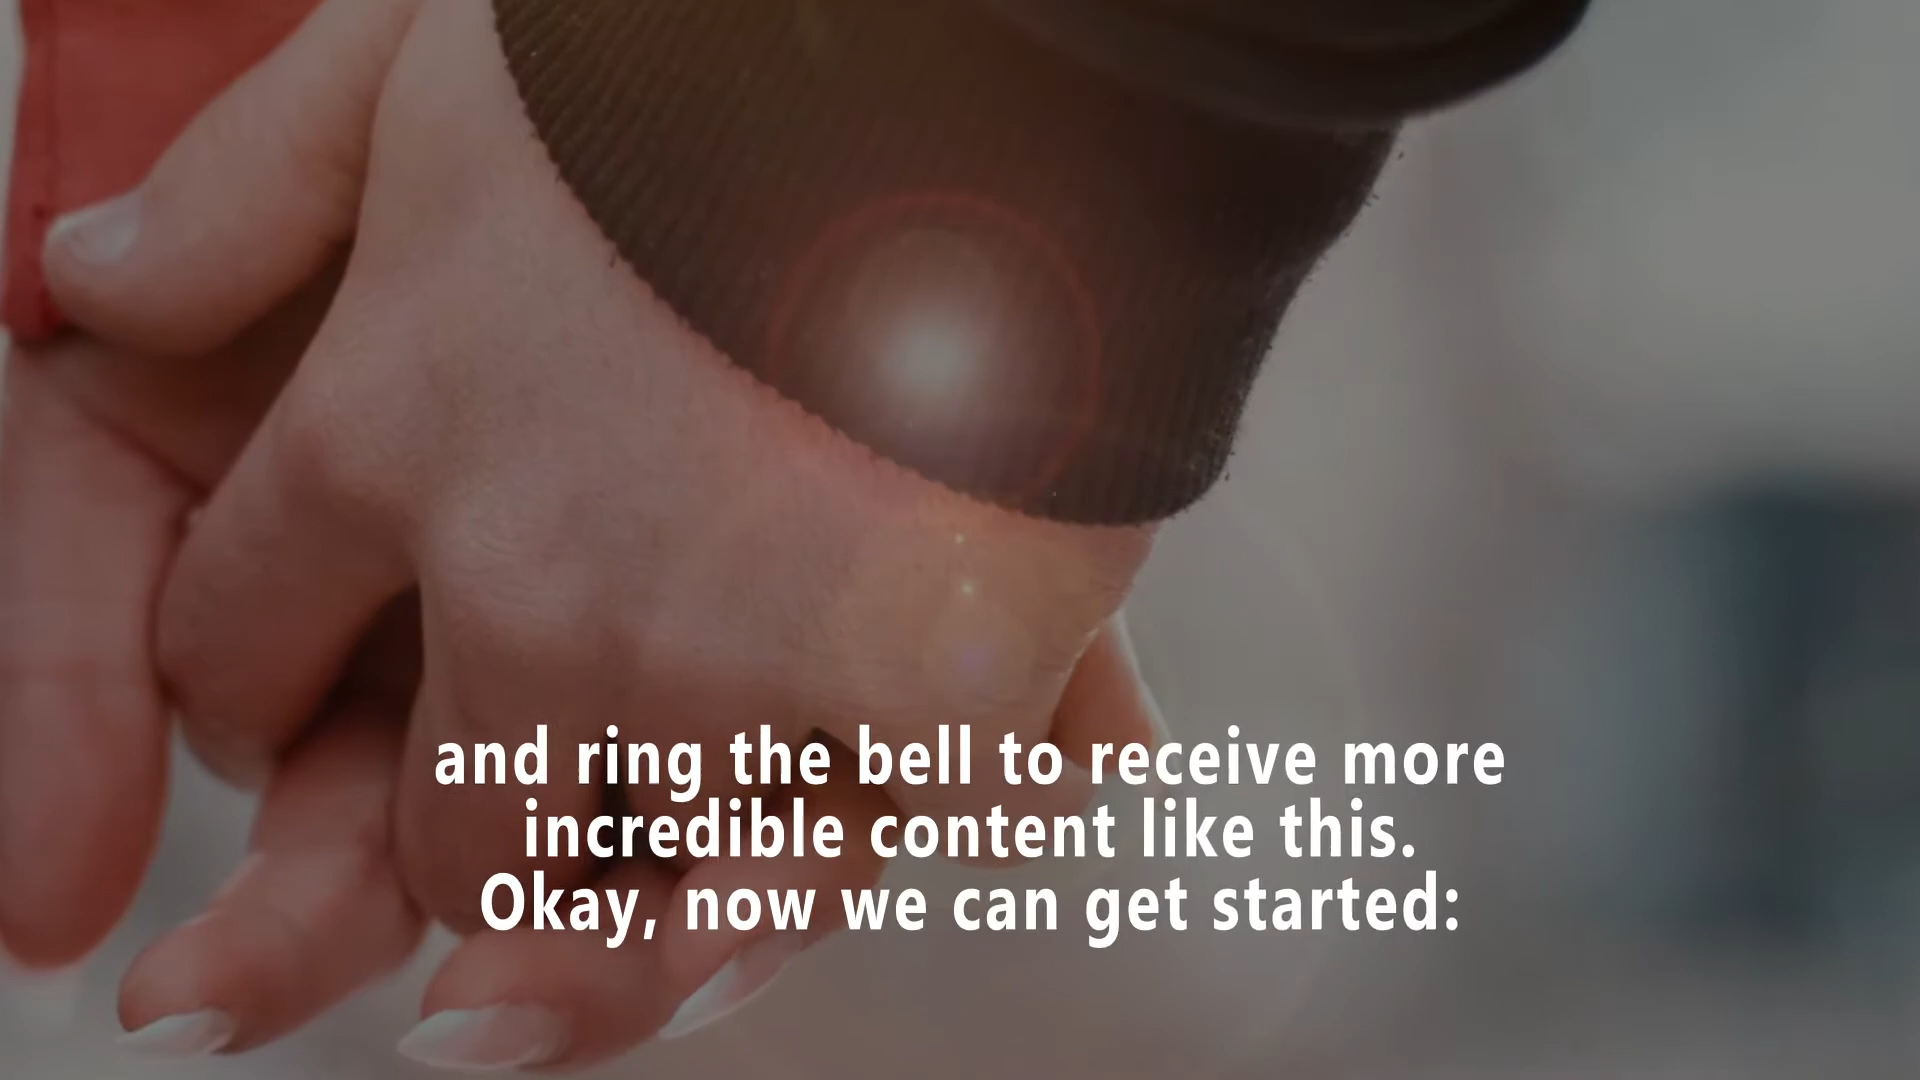 and ring the bell to receive more
incredible content like this.
Okay, now we can get started: